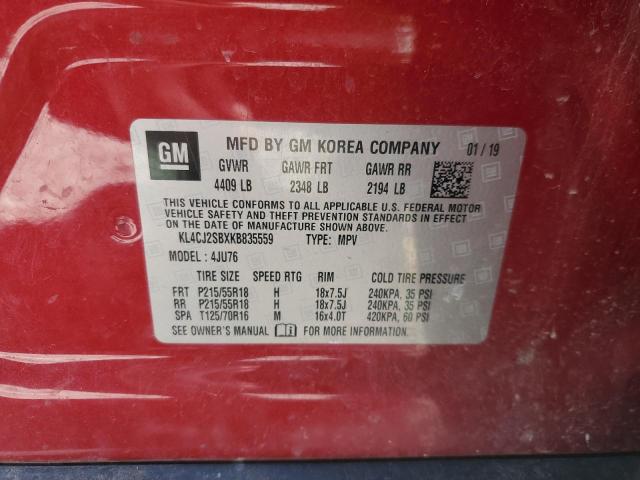 GM MFD BY GM KOREA COMPANY 01 / 19
GVWR GAWR FRT GAWR RR
4409 LB 2348 LB 2194 LB
THIS VEHICLE CONFORMS TO ALL APPLICABLE U.S. FEDERAL MOTOR
VEHICLE SAFETY AND THEFT PREVENTION STANDARDS IN EFFECT
ON THE DATE OF MANUFACTURE SHOWN ABOVE.
KL4CJ2SBXKB835559 TYPE: MPV
MODEL: 4JU76
TIRE SIZE SPEED RTG RIM COLD TIRE PRESSURE
FRT P215/55R18 H 18x7.5J 240KPA, 35 PSI
RR P215/55R18 H 18x7.5J 240KPA, 35 PSI
SPA T125/70R16 M 16x4.0T 420KPA, 60 PSI
SEE OWNER'S MANUAL FOR MORE INFORMATION.